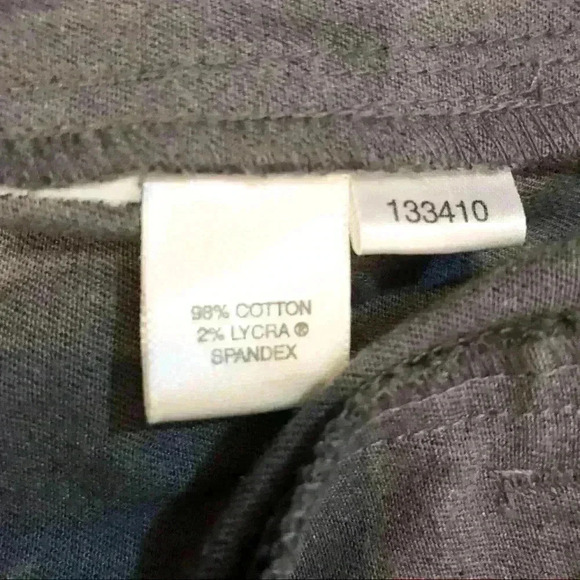 133410
98% COTTON
2% LYCRA ®
SPANDEX